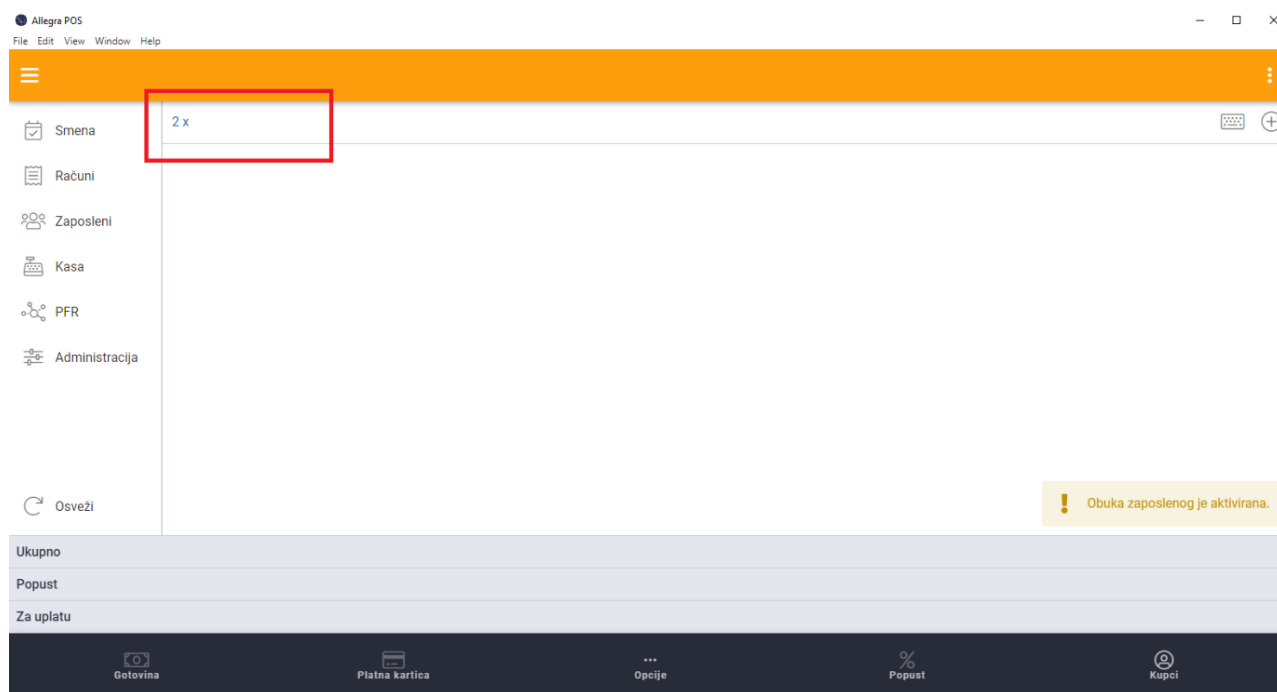 Allegra POS
File Edit View Window Help
2 x
Smena
Računi
Zaposleni
Kasa
PFR
Administracija
Osveži
Obuka zaposlenog je aktivirana.
Ukupno
Popust
Za uplatu
Gotovina Platna kartica Opcije Popust Kupci